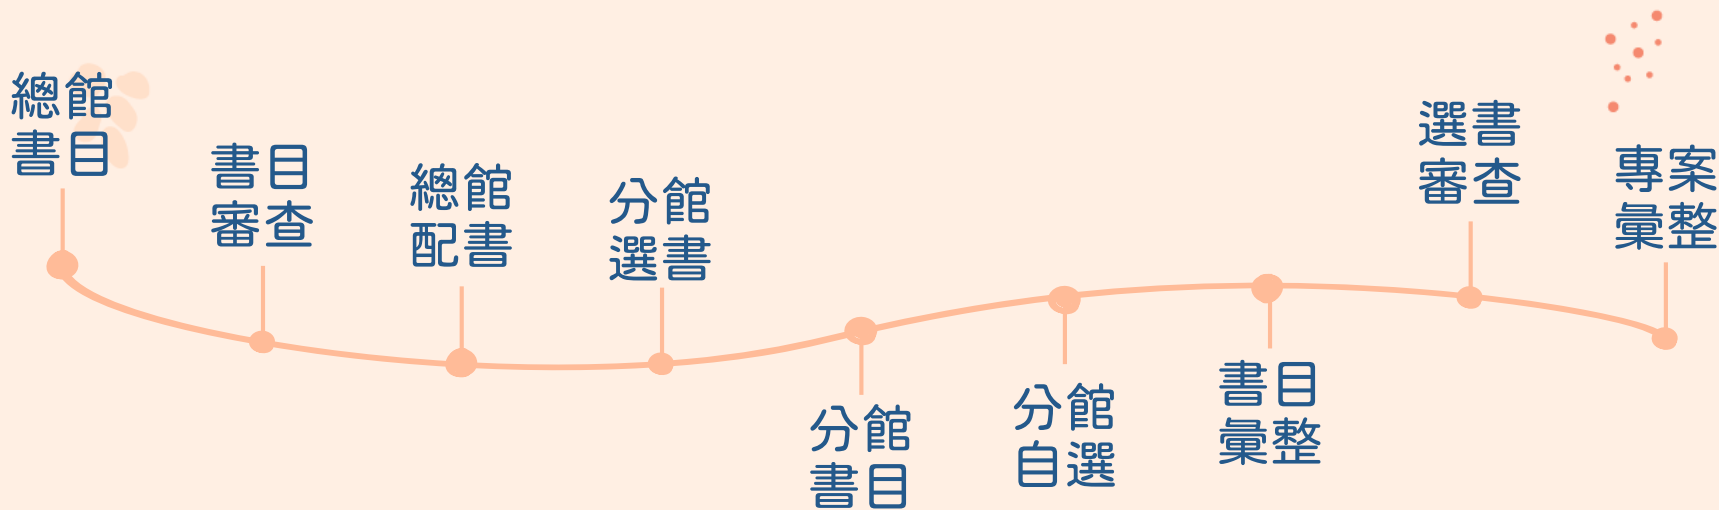 總館
書目
書目
審查
總館
配書
分館
選書
分館
書目
分館
自選
書目
彙整
選書
審查
專案
彙整